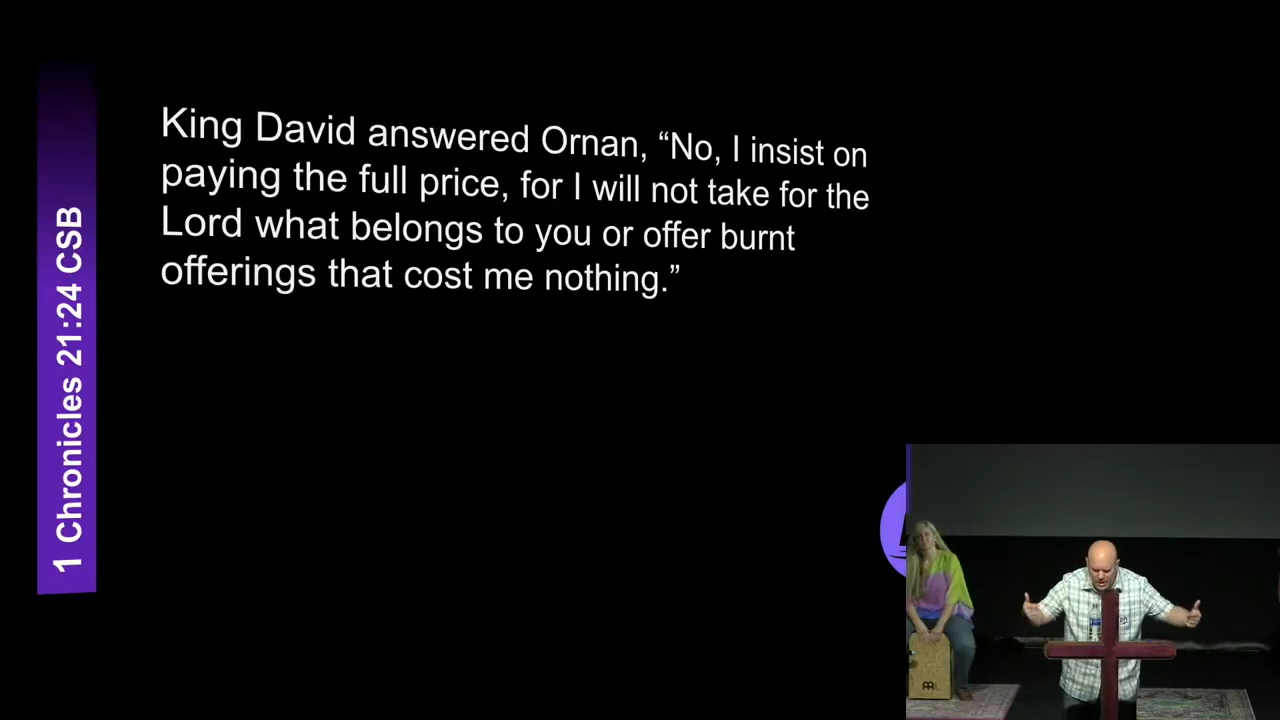 King David answered Ornan, “No, I insist on
paying the full price, for I will not take for the
Lord what belongs to you or offer burnt
offerings that cost me nothing.”
1 Chronicles 21:24 CSB